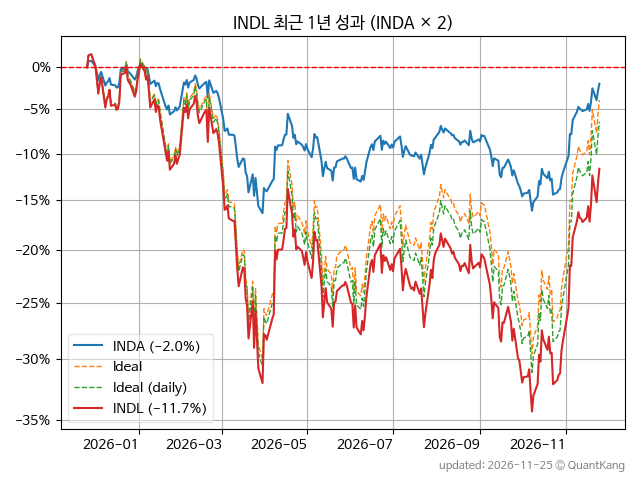 INDL 최근 1년 성과 (INDA × 2)
0%
−5%
−10%
−15%
−20%
−25%
−30%
−35%
INDA (−2.0%)
Ideal
Ideal (daily)
INDL (−11.7%)
2026-01 2026-03 2026-05 2026-07 2026-09 2026-11
updated: 2026-11-25 © QuantKang